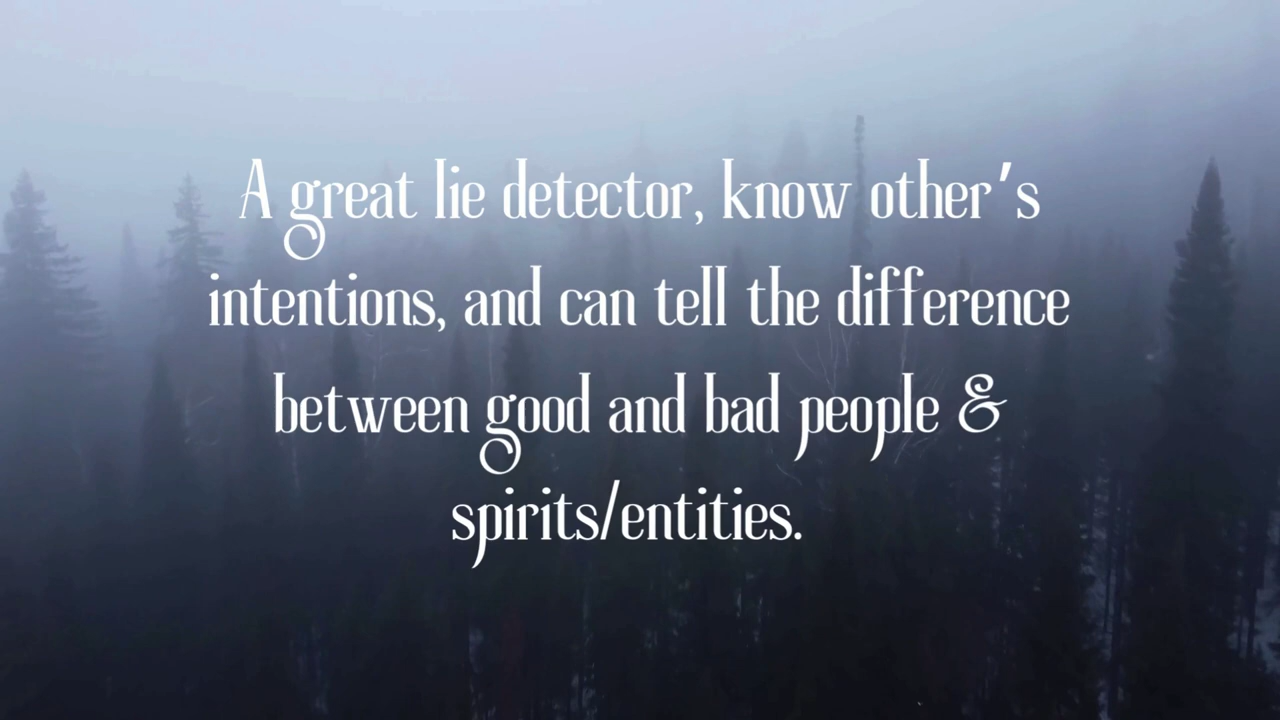 A great lie detector, know other's
intentions, and can tell the difference
between good and bad people &
spirits/entities.